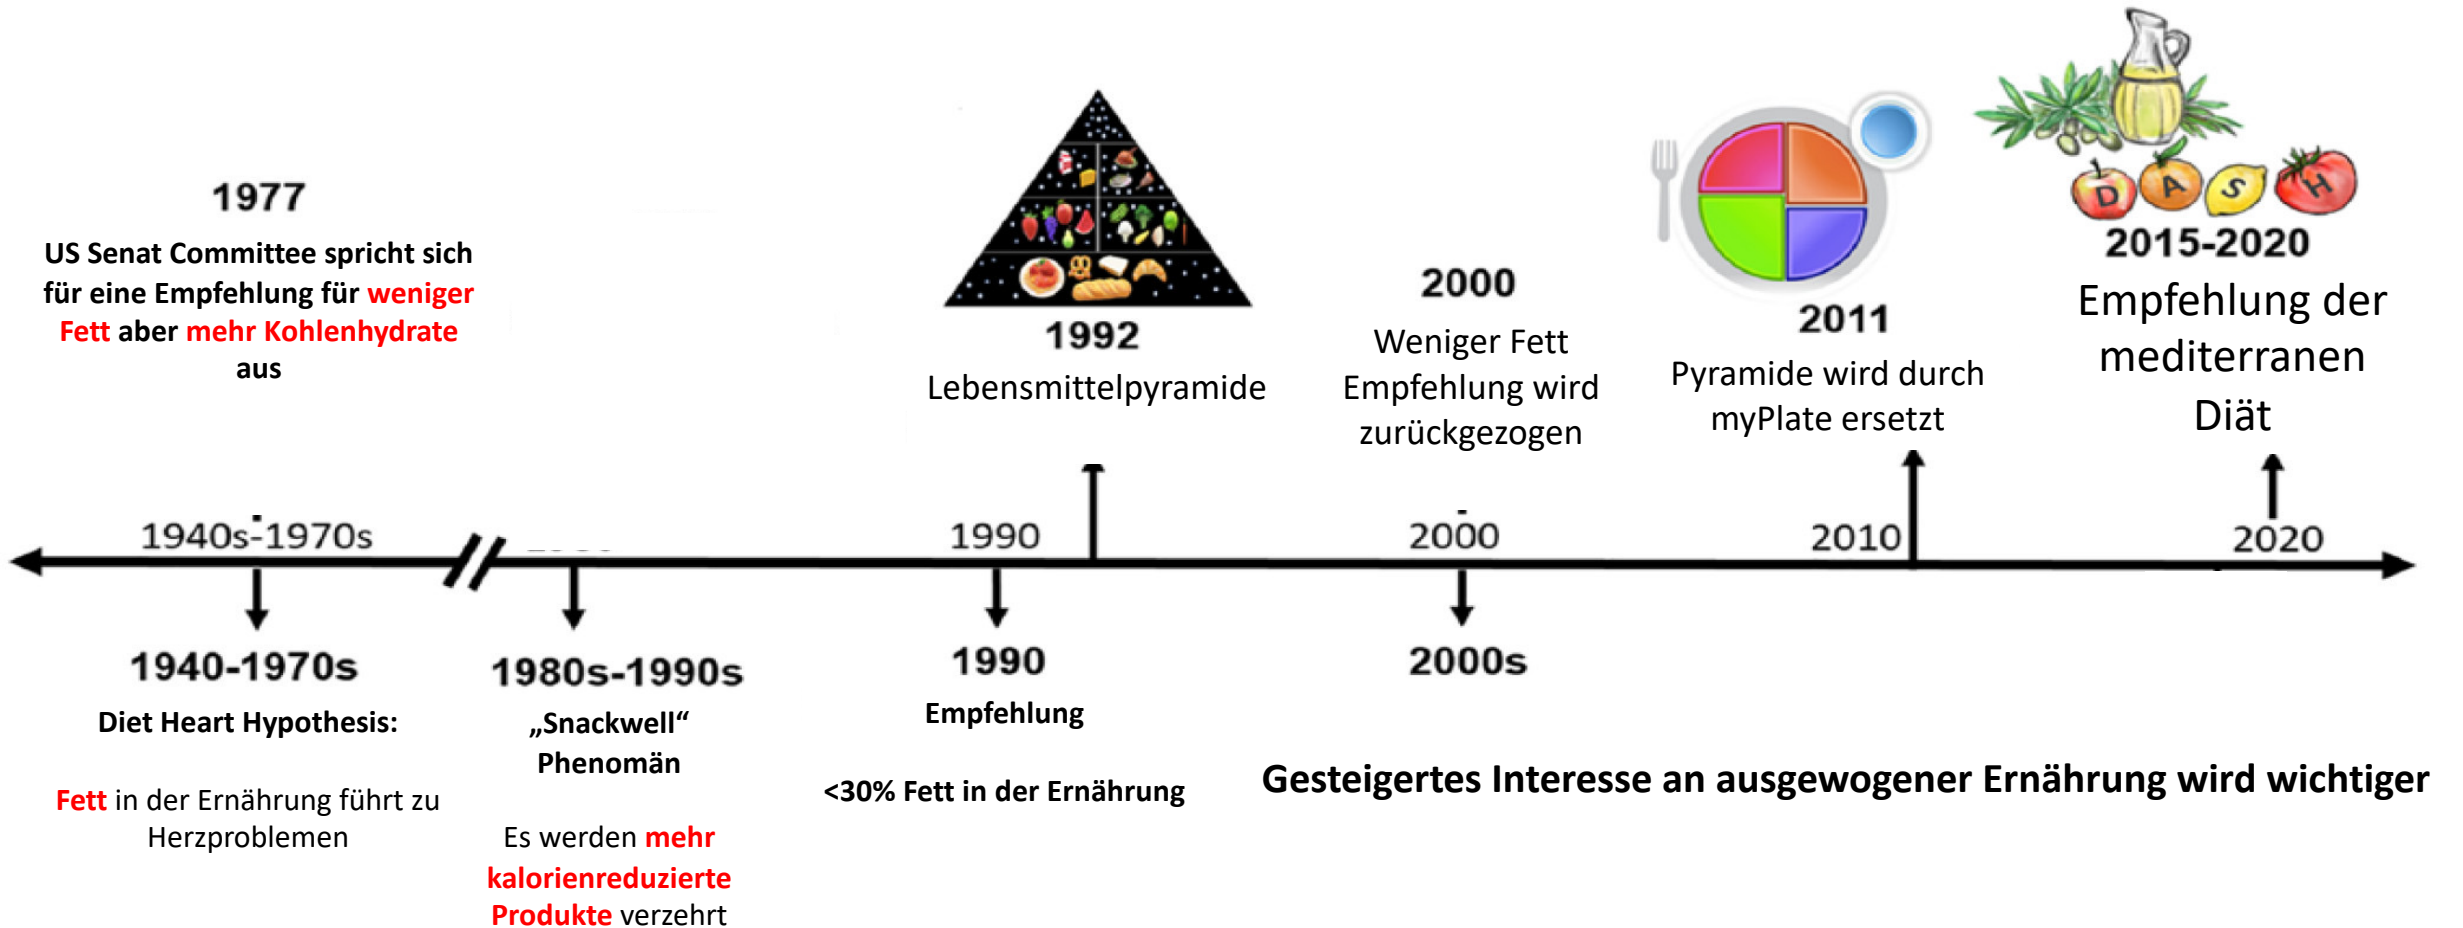 1977
US Senat Committee spricht sich
für eine Empfehlung für weniger
Fett aber mehr Kohlenhydrate
aus
1992
Lebensmittelpyramide
2000
Weniger Fett
Empfehlung wird
zurückgezogen
2011
Pyramide wird durch
myPlate ersetzt
D A S H
2015-2020
Empfehlung der
mediterranen
Diät
1940s-1970s
1990
2000
2010
2020
1940-1970s
Diet Heart Hypothesis:
Fett in der Ernährung führt zu
Herzproblemen
1980s-1990s
„Snackwell“
Phenomän
Es werden mehr
kalorienreduzierte
Produkte verzehrt
1990
Empfehlung
<30% Fett in der Ernährung
2000s
Gesteigertes Interesse an ausgewogener Ernährung wird wichtiger